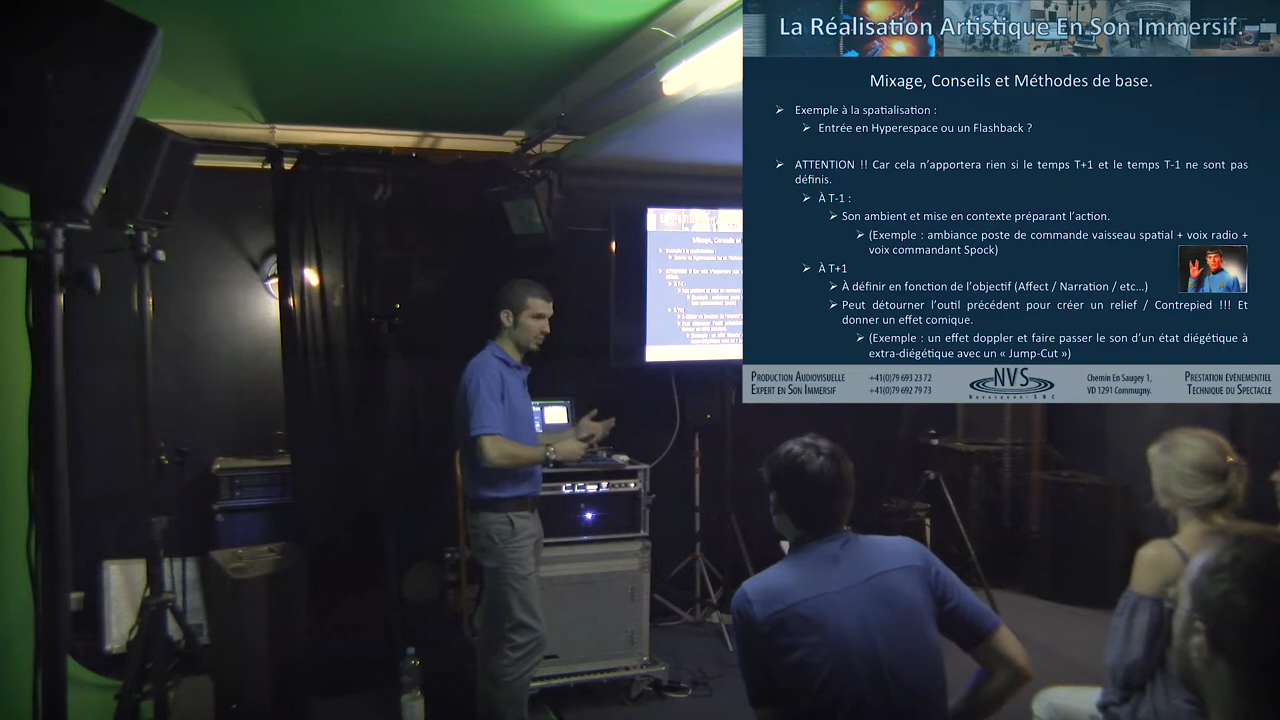 La Réalisation Artistique En Son Immersif.
Mixage, Conseils et Méthodes de base.
➢ Exemple à la spatialisation :
➢ Entrée en Hyperespace ou un Flashback ?
➢ ATTENTION !! Car cela n’apportera rien si le temps T+1 et le temps T-1 ne sont pas
définis.
➢ À T-1 :
➢ Son ambient et mise en contexte préparant l’action.
➢ (Exemple : ambiance poste de commande vaisseau spatial + voix radio +
voix commandant Spock)
➢ À T+1
➢ À définir en fonction de l’objectif (Affect / Narration / etc…)
➢ Peut détourner l’outil précédent pour créer un relief / Contrepied !!! Et
donner un effet comique.
➢ (Exemple : un effet doppler et faire passer le son d’un état diégétique à
extra-diégétique avec un « Jump-Cut »)
Production Audiovisuelle
Expert en Son Immersif
+41(0)79 693 23 72
+41(0)79 692 79 73
NVS
Chemin En Saugey 1,
VD 1291 Commugny.
Prestation événementiel
Technique du Spectacle
Mixage, Conseils et